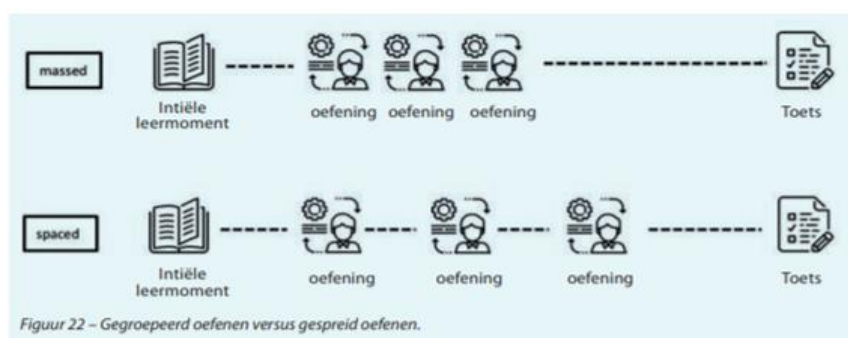 massed
Intiële
leermoment
oefening oefening oefening
Toets
spaced
Intiële
leermoment
oefening oefening oefening
Toets
Figuur 22 – Gegroepeerd oefenen versus gespreid oefenen.